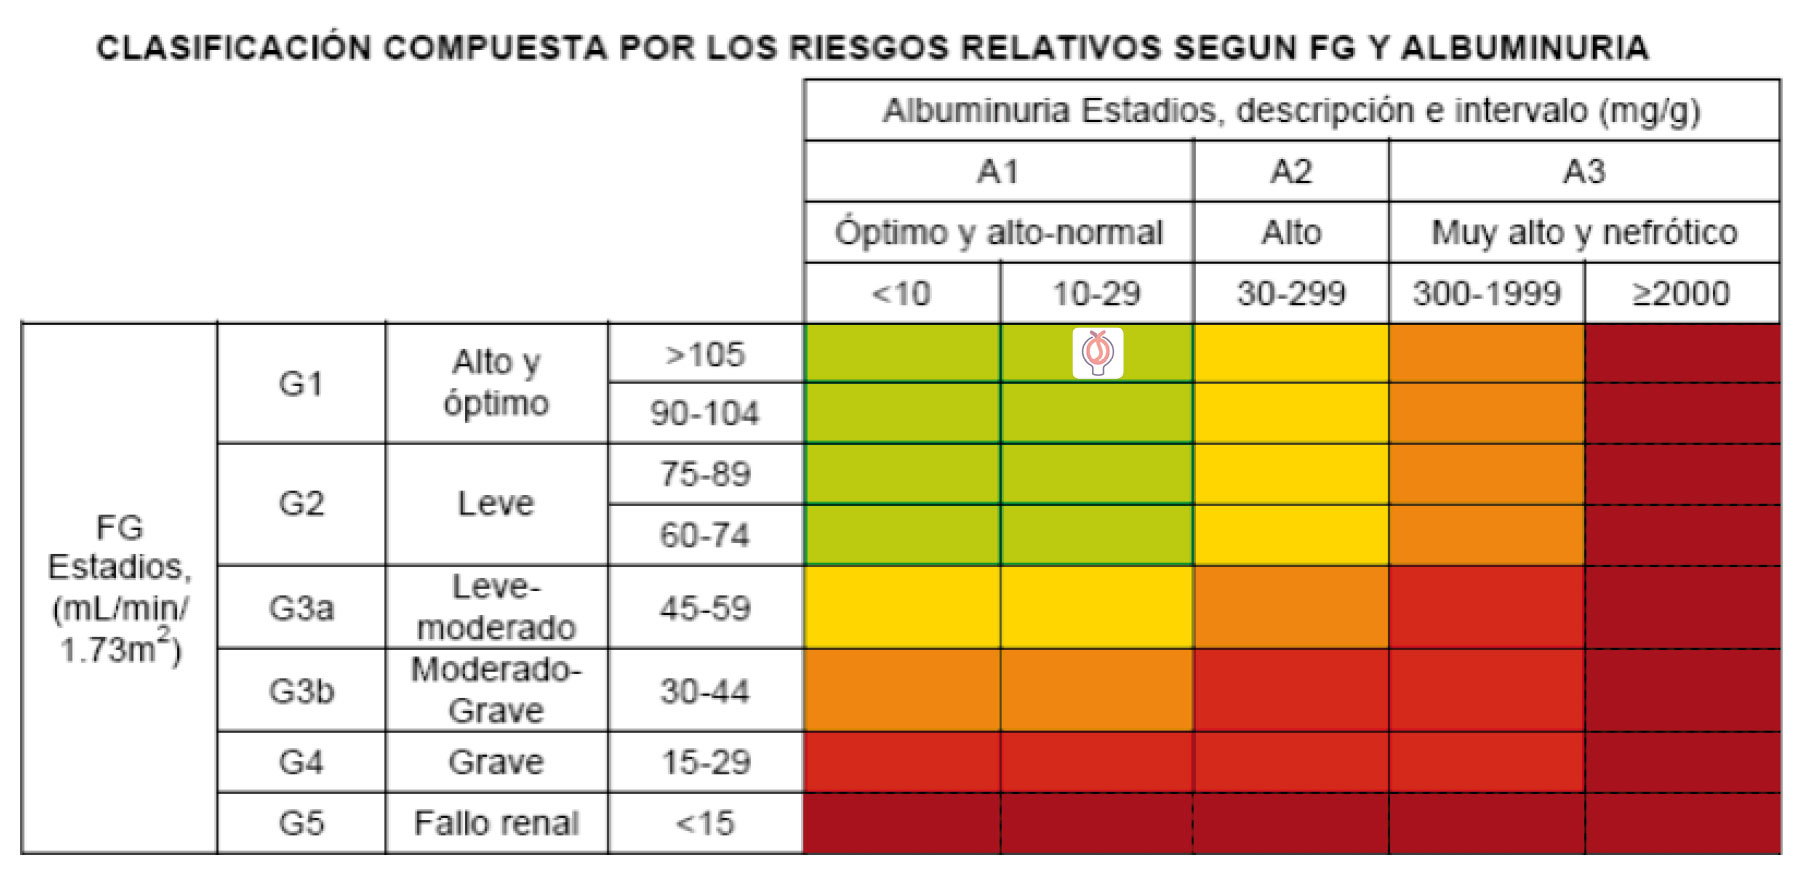 CLASIFICACIÓN COMPUESTA POR LOS RIESGOS RELATIVOS SEGUN FG Y ALBUMINURIA
Albuminuria Estadios, descripción e intervalo (mg/g)
A1 A2 A3
Óptimo y alto-normal Alto Muy alto y nefrótico
<10 10-29 30-299 300-1999 ≥2000
FG
Estadios,
(mL/min/
1.73m²)
G1
Alto y
óptimo
>105
90-104
G2
Leve
75-89
60-74
G3a
Leve-
moderado
45-59
G3b
Moderado-
Grave
30-44
G4
Grave
15-29
G5
Fallo renal
<15